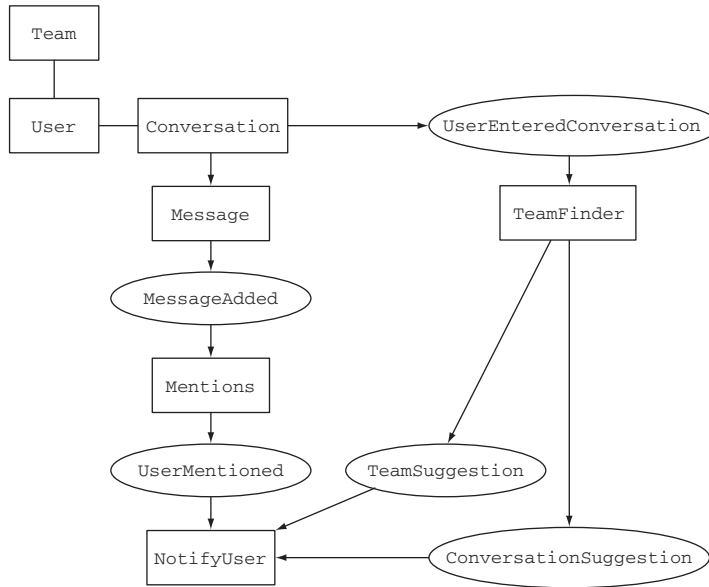 Team
User
Conversation
UserEnteredConversation
Message
TeamFinder
MessageAdded
Mentions
UserMentioned
TeamSuggestion
NotifyUser
ConversationSuggestion